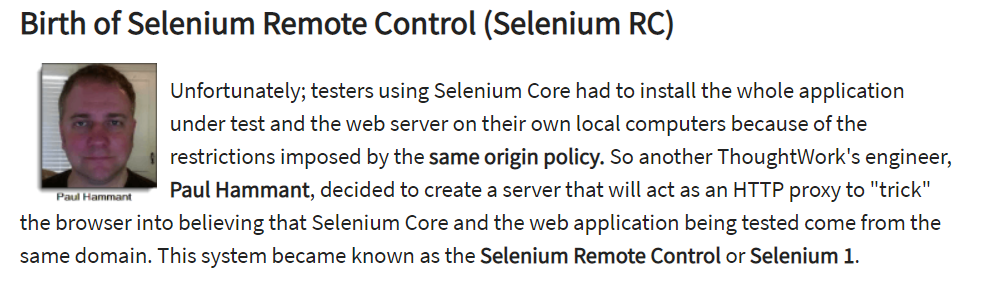 Birth of Selenium Remote Control (Selenium RC)
Unfortunately; testers using Selenium Core had to install the whole application
under test and the web server on their own local computers because of the
restrictions imposed by the same origin policy. So another ThoughtWork's engineer,
Paul Hammant, decided to create a server that will act as an HTTP proxy to "trick"
Paul Hammant
the browser into believing that Selenium Core and the web application being tested come from the
same domain. This system became known as the Selenium Remote Control or Selenium 1.